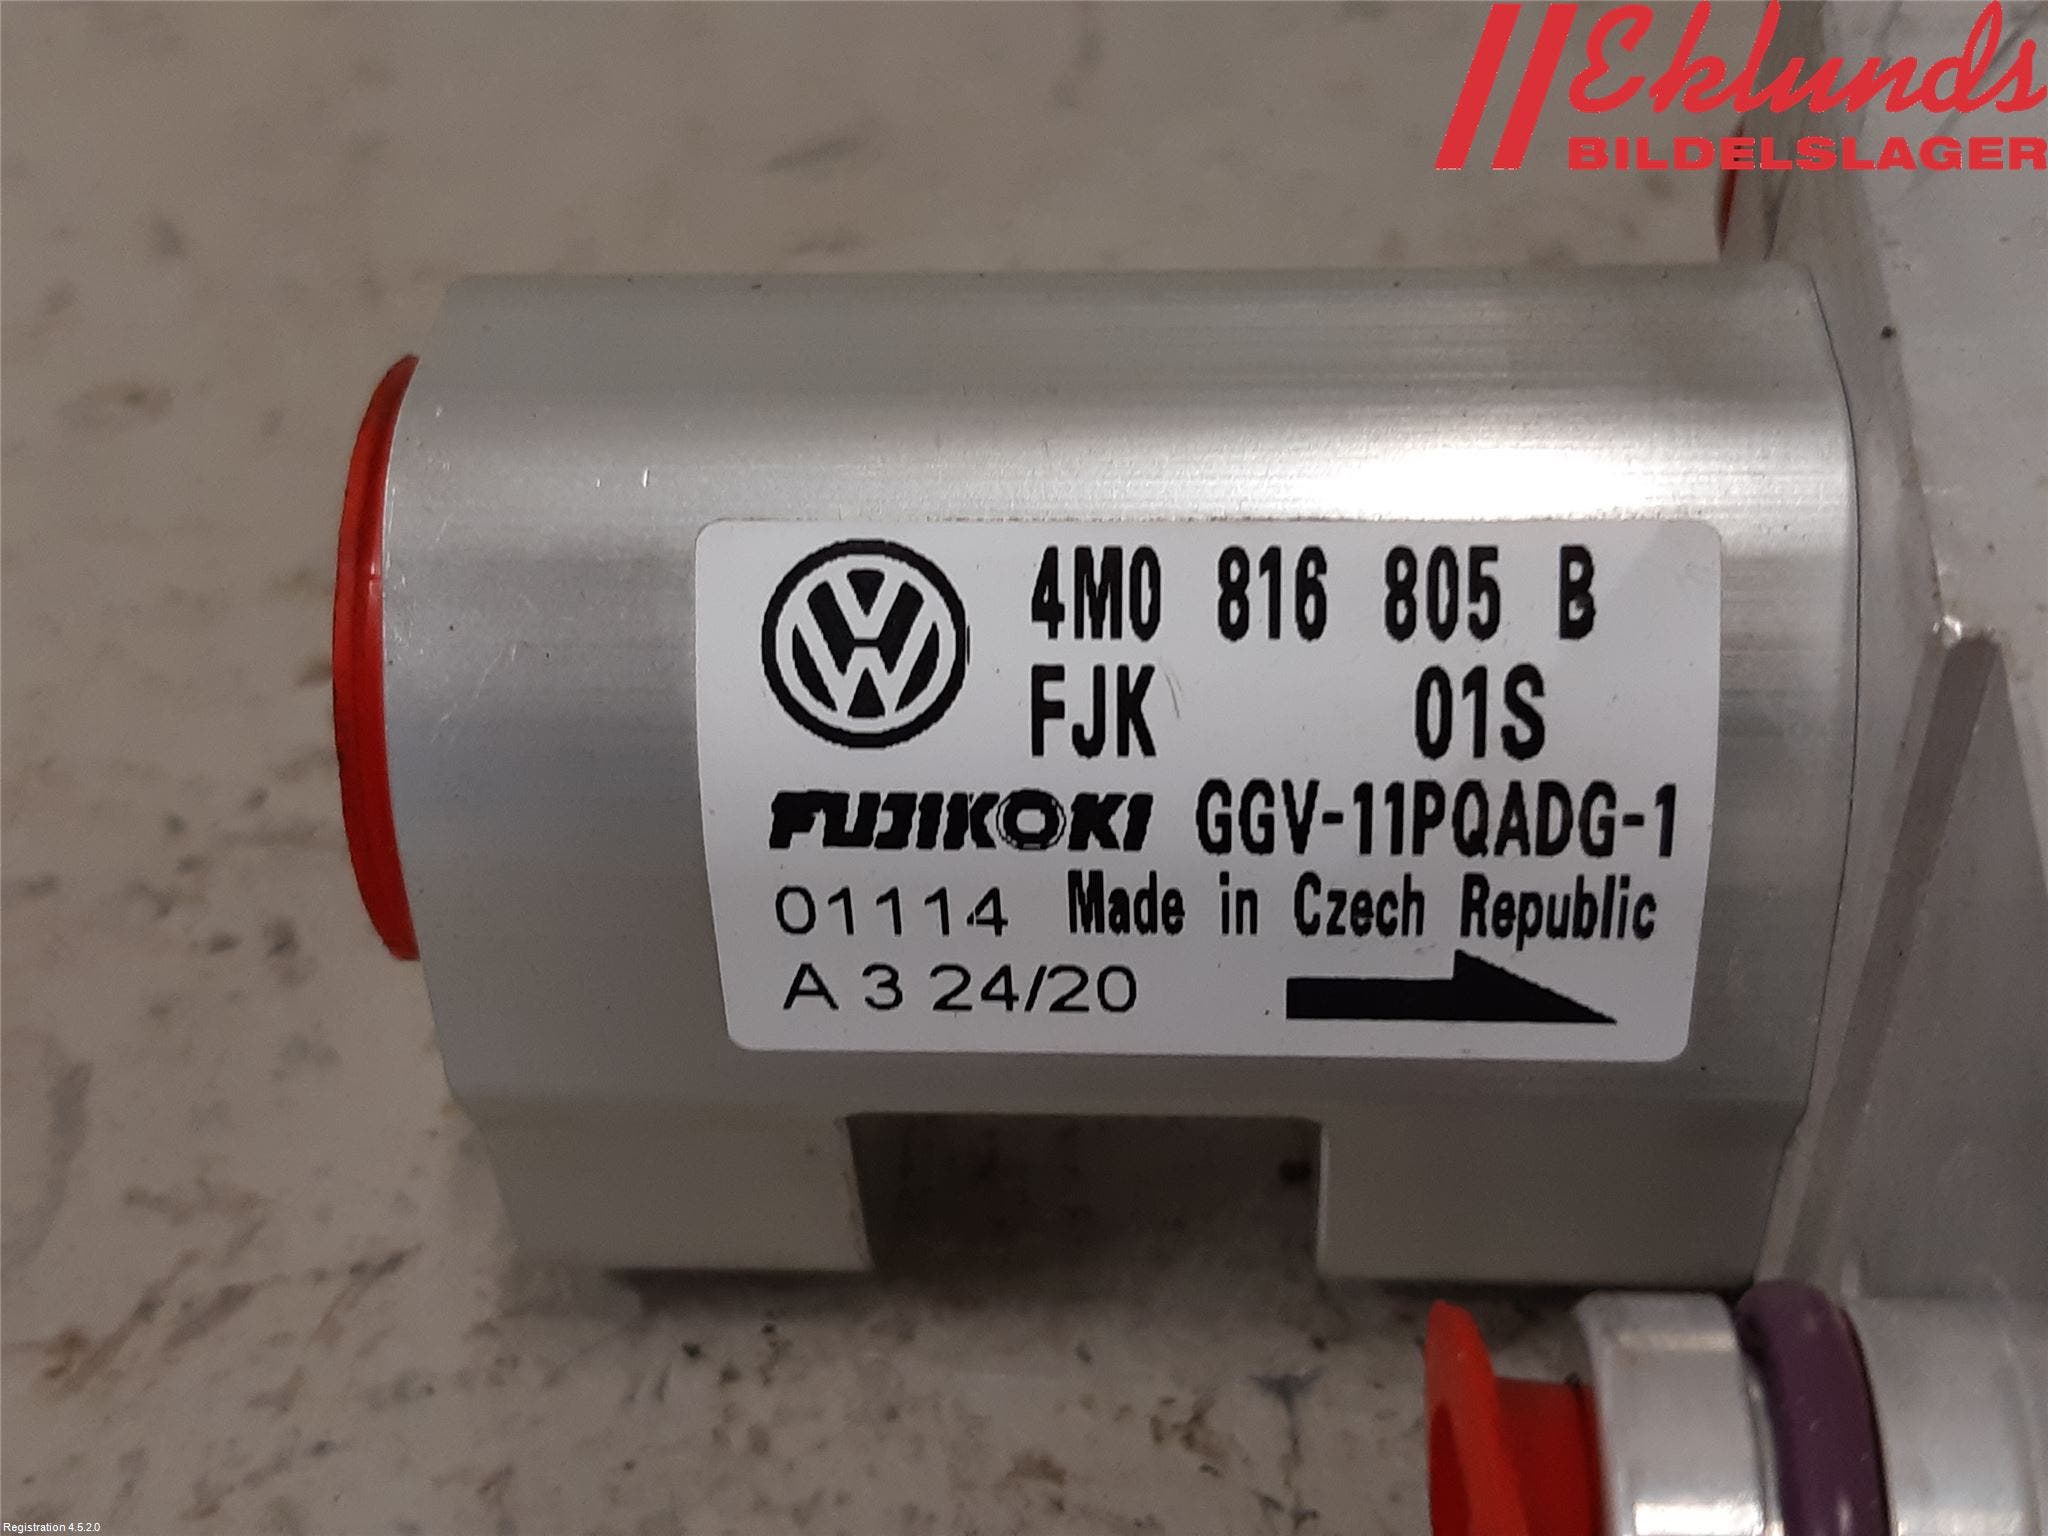 Eklunds
BILDELSLAGER
4M0 816 805 B
FJK 01S
FUJIKOKI GGV-11PQADG-1
01114 Made in Czech Republic
A 3 24/20
Registration 4.5.2.0